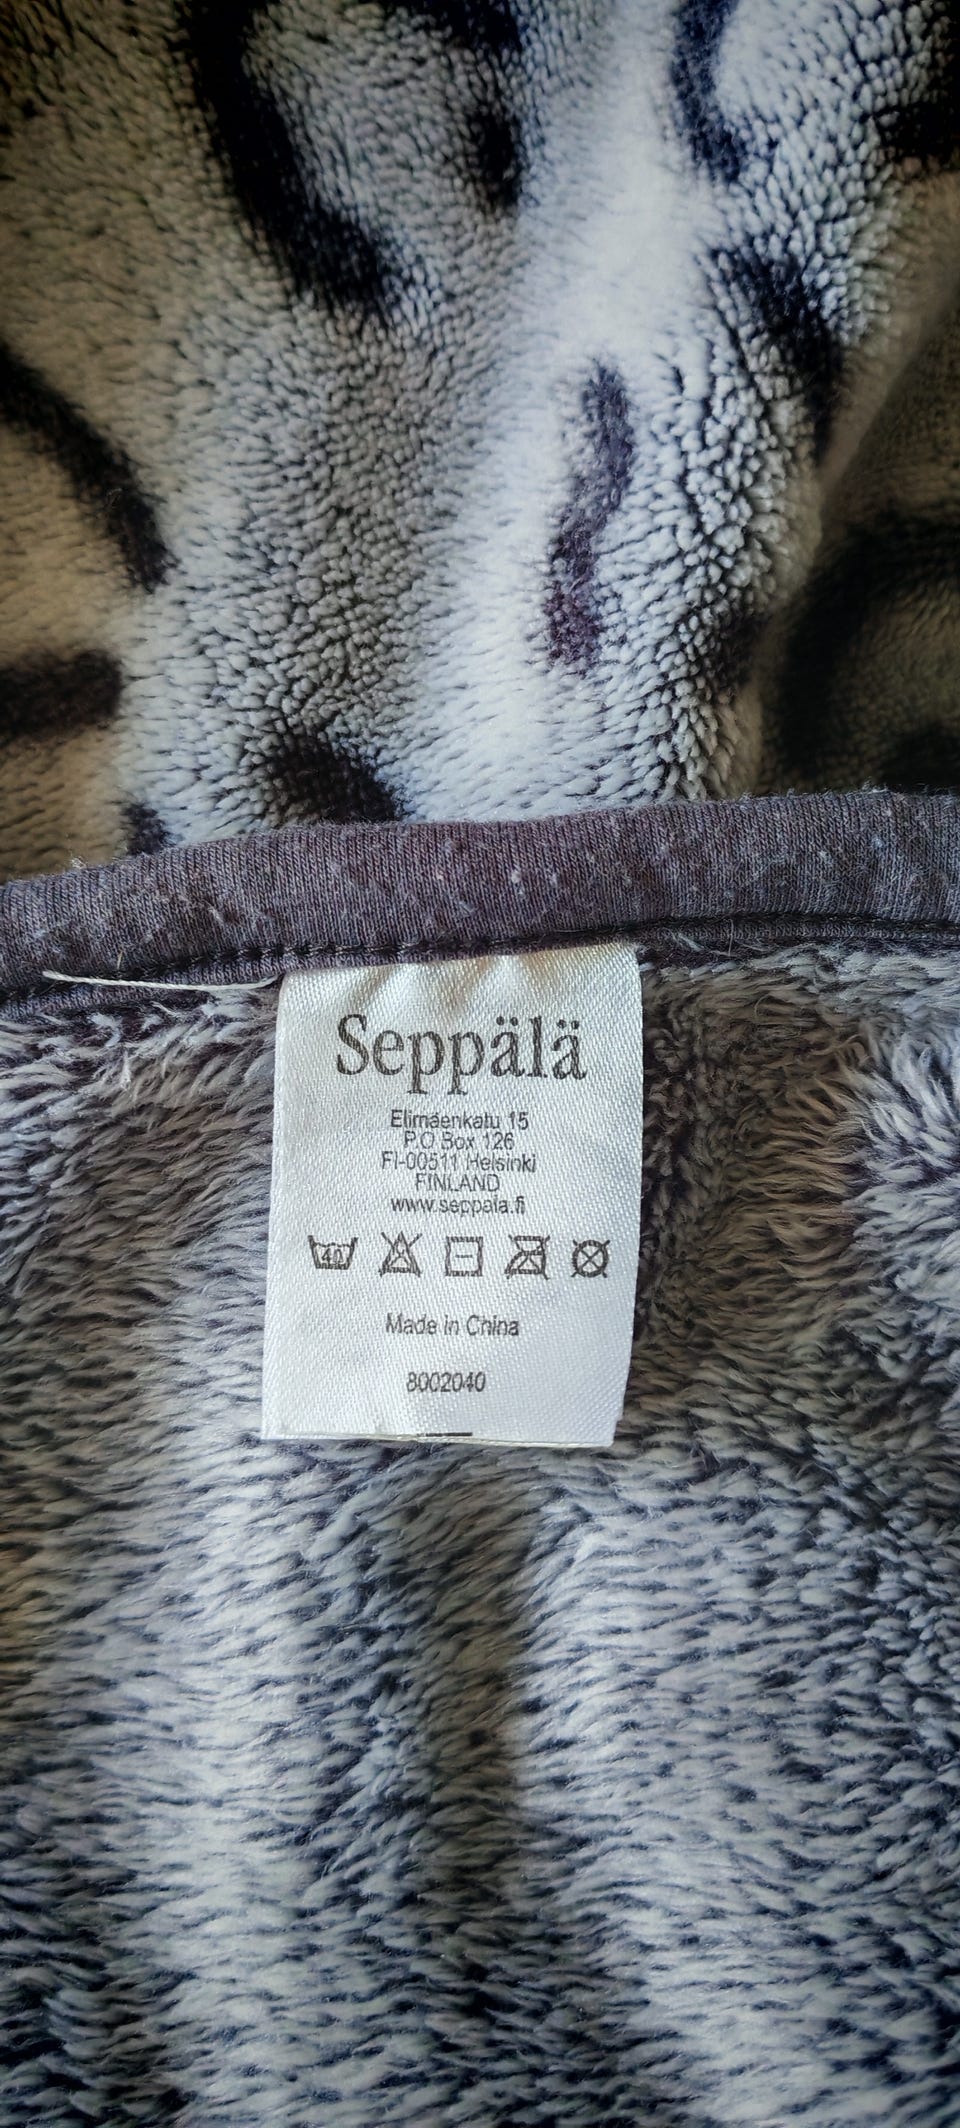 Seppälä
Elimäenkatu 15
P.O Box 126
FI-00511 Helsinki
FINLAND
www.seppala.fi
40
Made in China
8002040